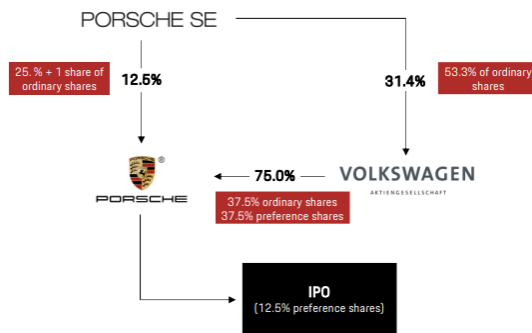 PORSCHE SE
25. % + 1 share of
ordinary shares
12.5%
31.4%
53.3% of ordinary
shares
®
PORSCHE
75.0%
VOLKSWAGEN
AKTIENGESELLSCHAFT
37.5% ordinary shares
37.5% preference shares
IPO
(12.5% preference shares)